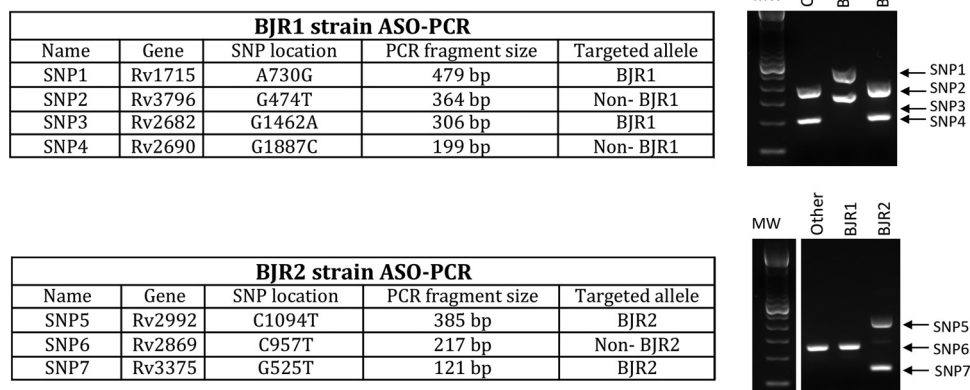 BJR1 strain ASO-PCR
Name Gene SNP location PCR fragment size Targeted allele
SNP1 Rv1715 A730G 479 bp BJR1
SNP2 Rv3796 G474T 364 bp Non- BJR1
SNP3 Rv2682 G1462A 306 bp BJR1
SNP4 Rv2690 G1887C 199 bp Non- BJR1
SNP1
SNP2
SNP3
SNP4
BJR2 strain ASO-PCR
Name Gene SNP location PCR fragment size Targeted allele
SNP5 Rv2992 C1094T 385 bp BJR2
SNP6 Rv2869 C957T 217 bp Non- BJR2
SNP7 Rv3375 G525T 121 bp BJR2
MW Other BJR1 BJR2
SNP5
SNP6
SNP7